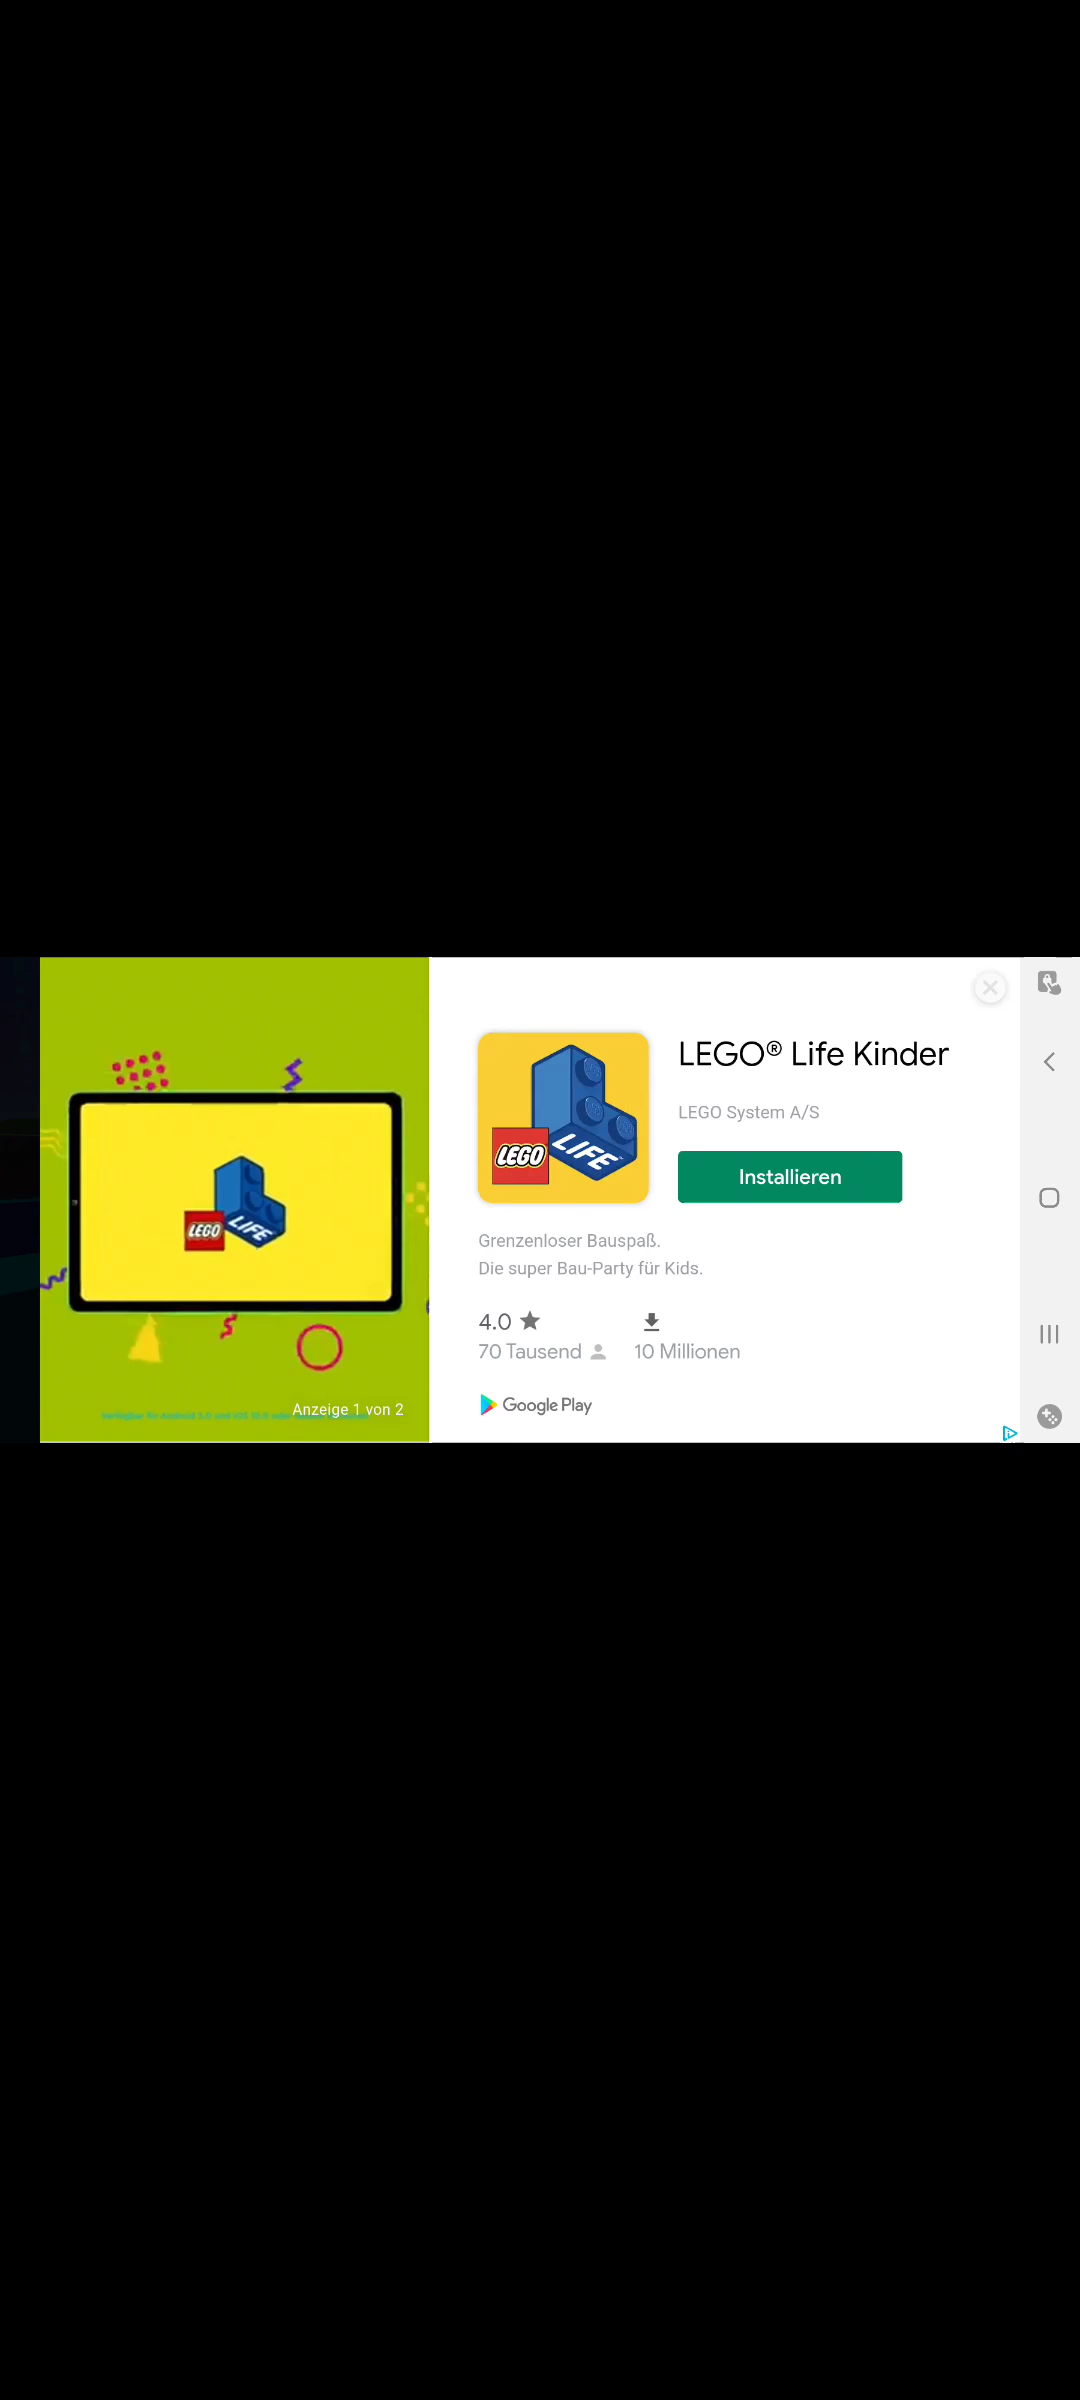 LEGO
LIFE
Anzeige 1 von 2
LEGO® Life Kinder
LEGO System A/S
Installieren
LEGO
LIFE™
Grenzenloser Bauspaß.
Die super Bau-Party für Kids.
4.0
70 Tausend
10 Millionen
Google Play